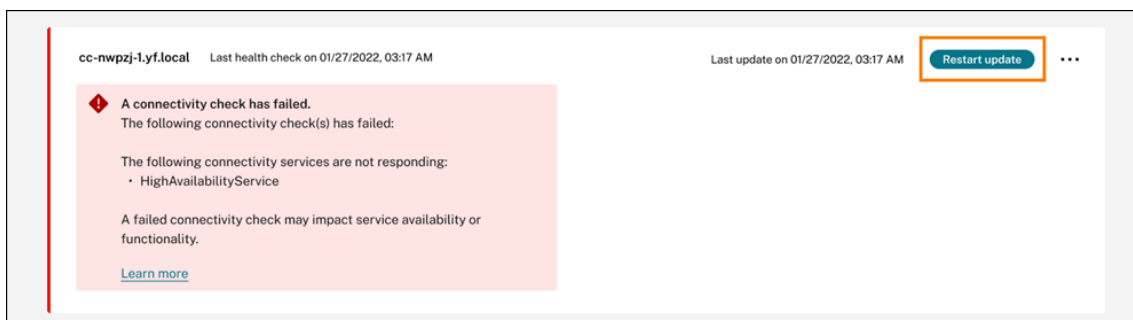 cc-nwpzj-1.yf.local Last health check on 01/27/2022, 03:17 AM Last update on 01/27/2022, 03:17 AM Restart update
A connectivity check has failed.
The following connectivity check(s) has failed:
The following connectivity services are not responding:
• HighAvailabilityService
A failed connectivity check may impact service availability or
functionality.
Learn more